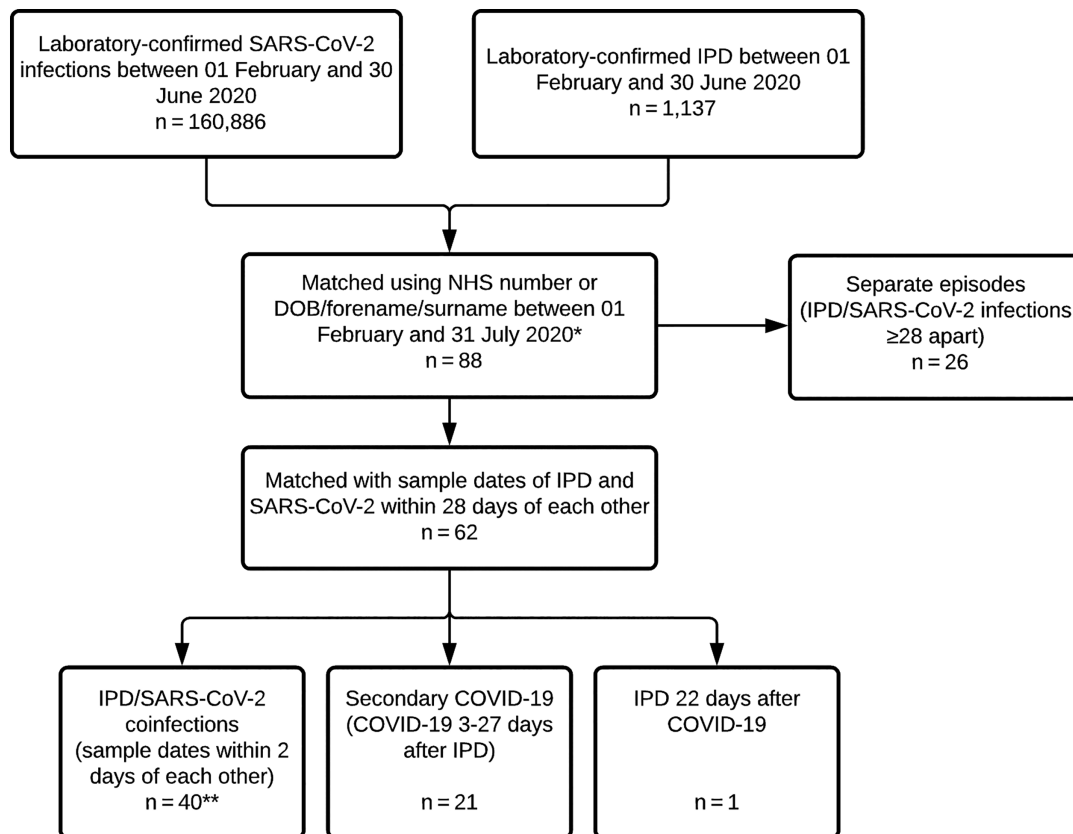 Laboratory-confirmed SARS-CoV-2
infections between 01 February and 30
June 2020
n = 160,886
Laboratory-confirmed IPD between 01
February and 30 June 2020
n = 1,137
Matched using NHS number or
DOB/forename/surname between 01
February and 31 July 2020*
n = 88
Separate episodes
(IPD/SARS-CoV-2 infections
≥28 apart)
n = 26
Matched with sample dates of IPD and
SARS-CoV-2 within 28 days of each other
n = 62
IPD/SARS-CoV-2
coinfections
(sample dates within 2
days of each other)
n = 40**
Secondary COVID-19
(COVID-19 3-27 days
after IPD)
n = 21
IPD 22 days after
COVID-19
n = 1